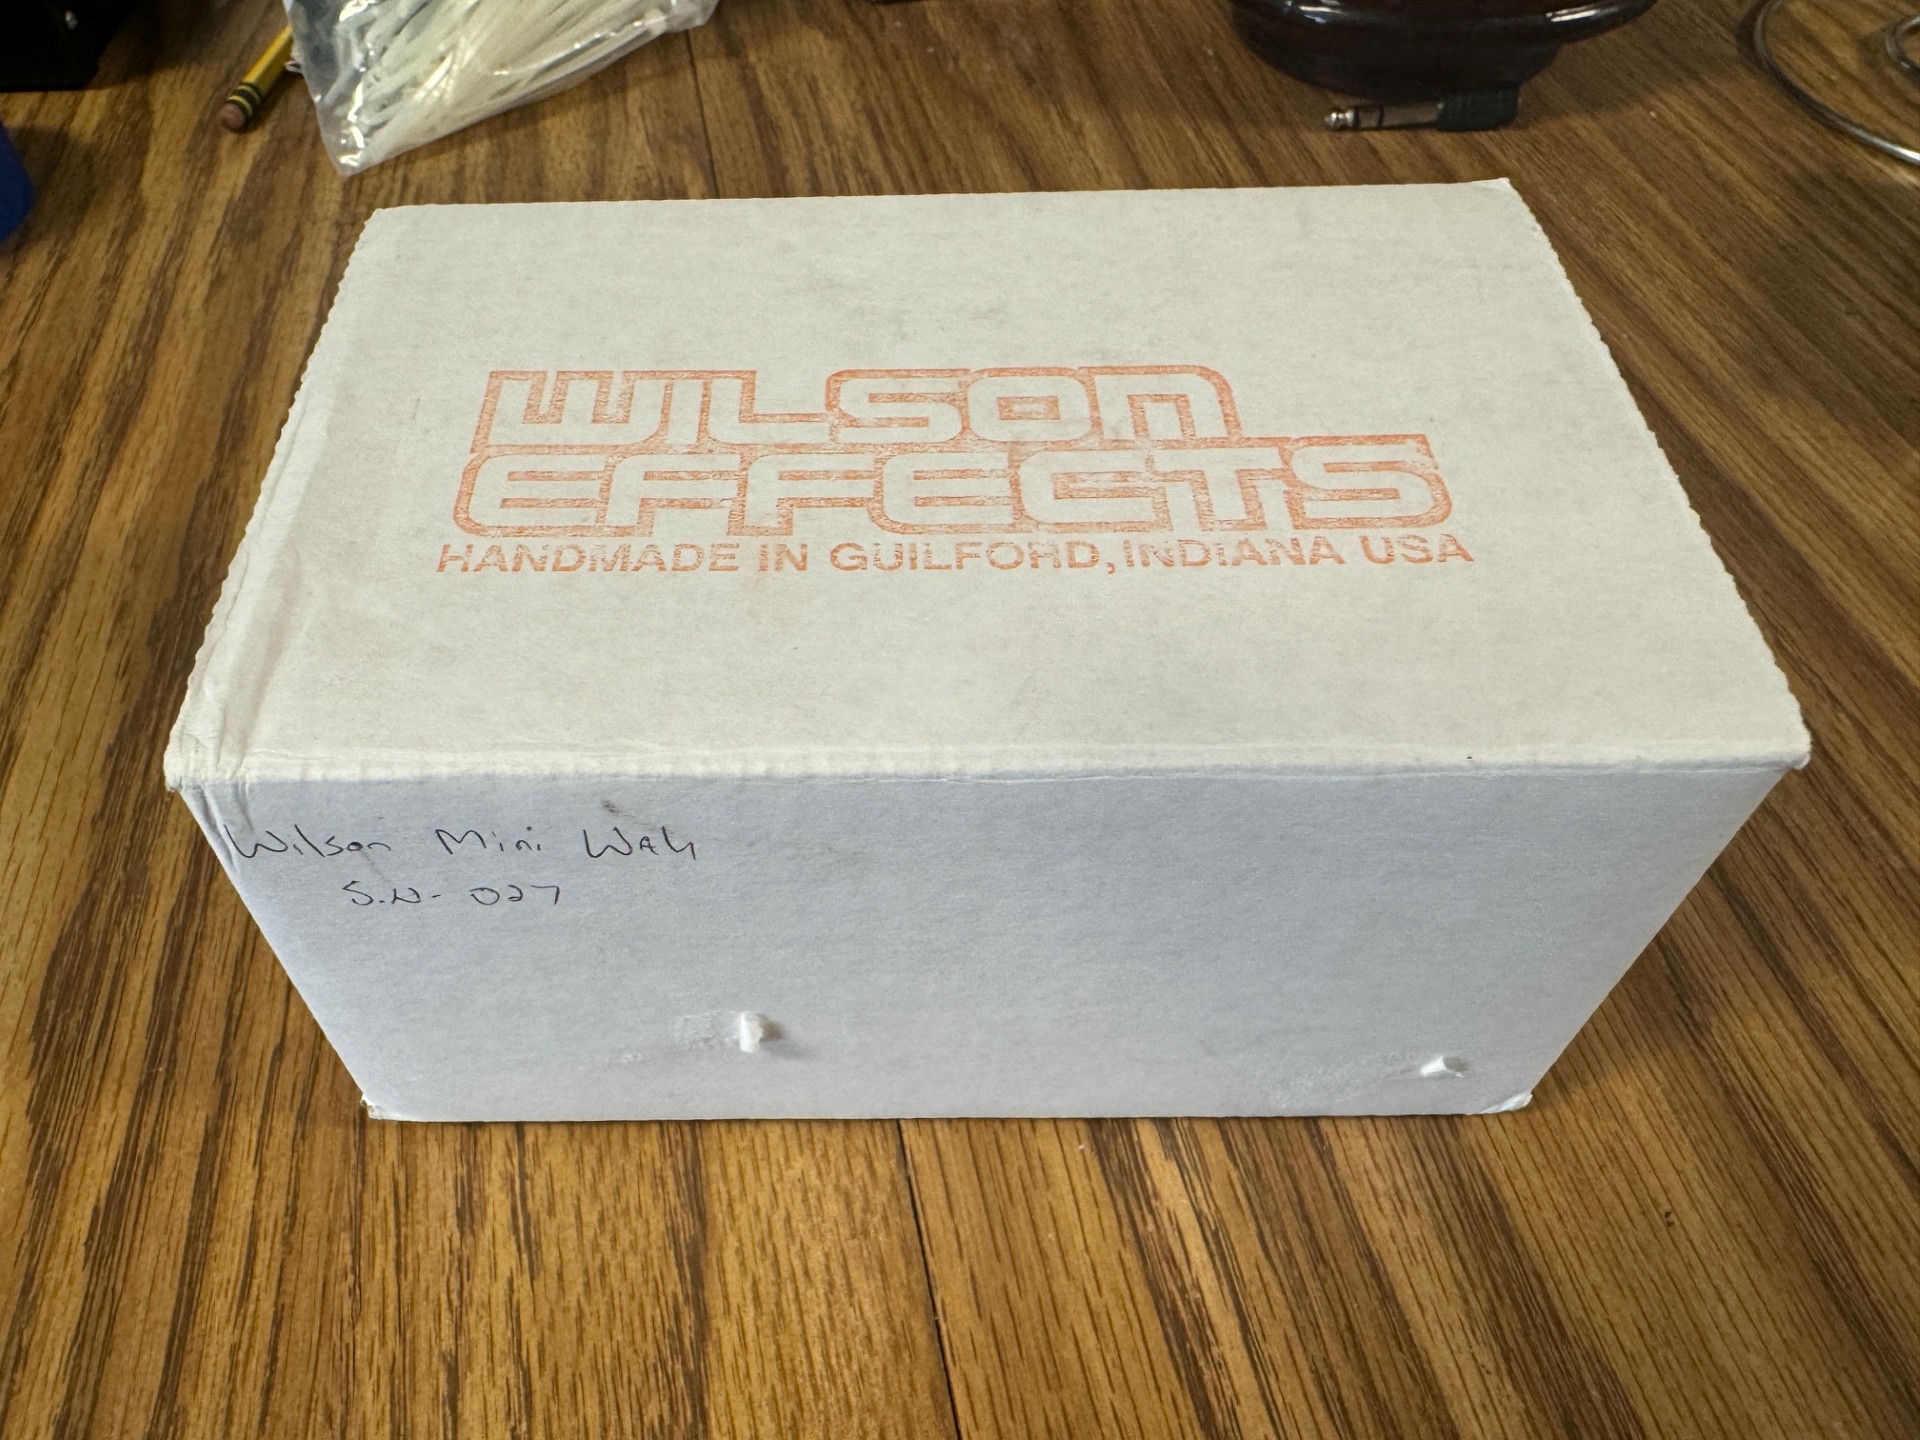 WILSON
EFFECTS
HANDMADE IN GUILFORD, INDIANA USA
Wilson Mini WAH
S.N- 027